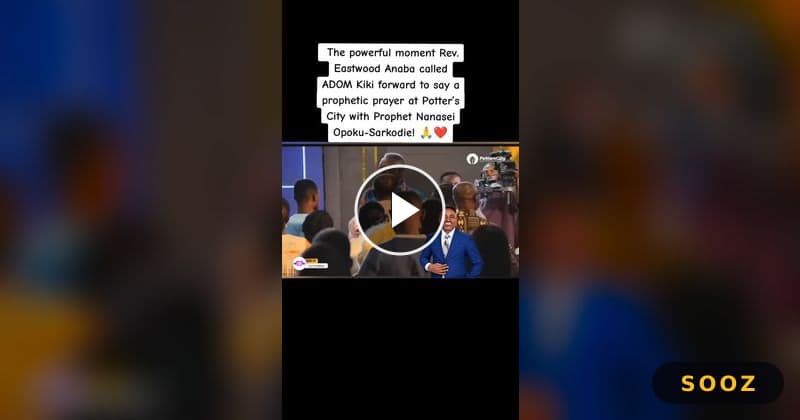 The powerful moment Rev.
Eastwood Anaba called
ADOM Kiki forward to say a
prophetic prayer at Potter's
City with Prophet Nanasei
Opoku-Sarkodie! 🙏❤️
PottersCity
SOOZ